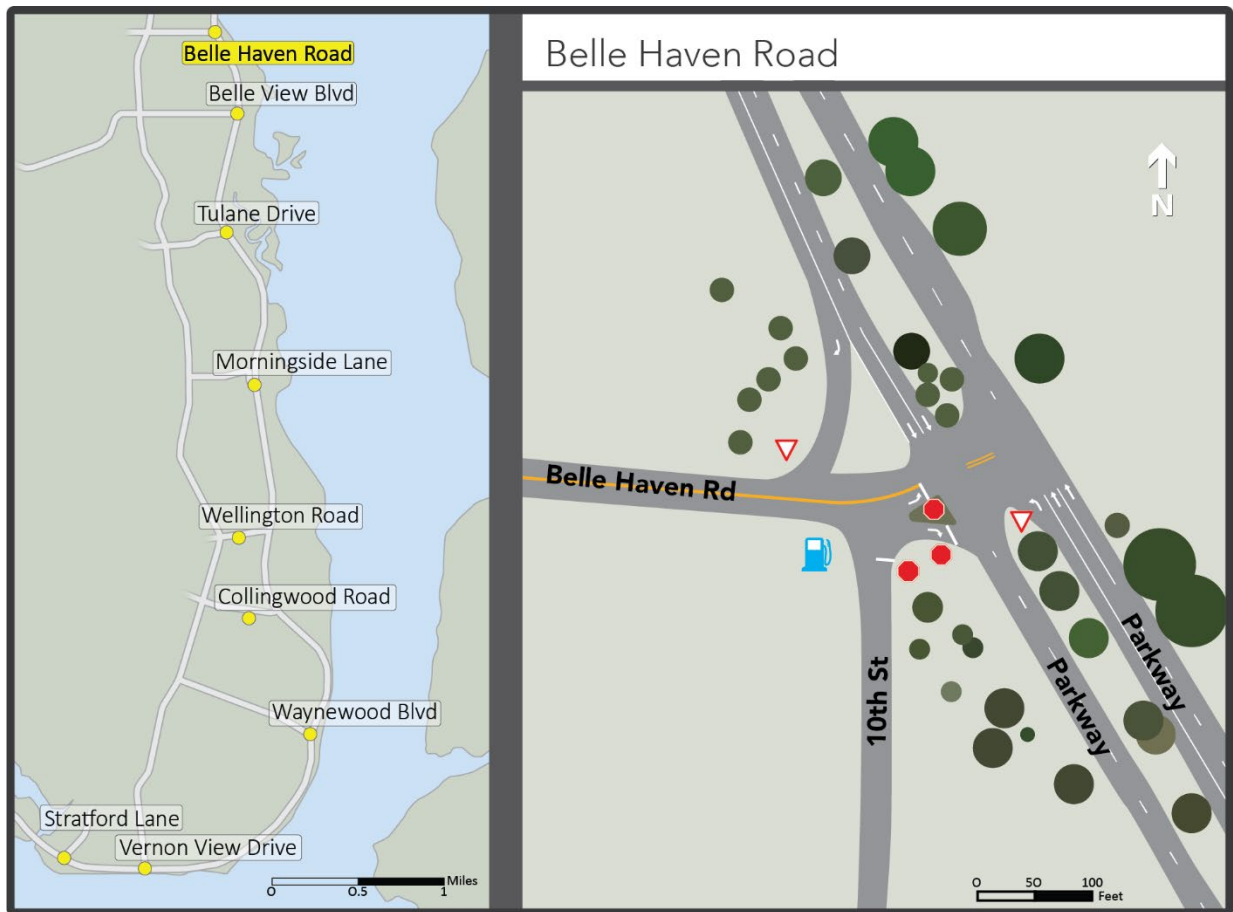 Belle Haven Road
Belle View Blvd
Tulane Drive
Morningside Lane
Wellington Road
Collingwood Road
Waynewood Blvd
Stratford Lane
Vernon View Drive
Miles
0 0.5 1
Belle Haven Road
N
Belle Haven Rd
10th St
Parkway
Parkway
0 50 100
Feet